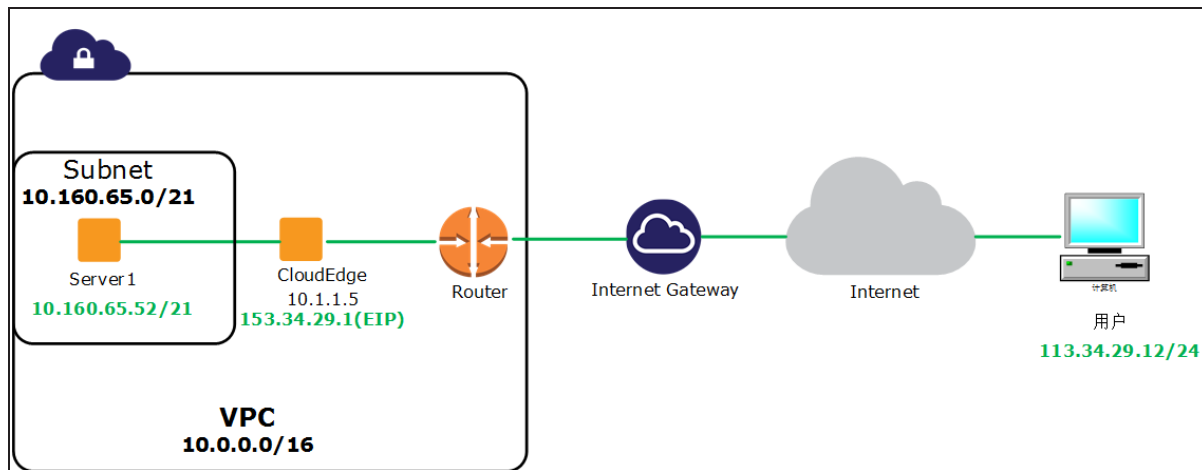 Subnet
10.160.65.0/21
Server1
10.160.65.52/21
CloudEdge
10.1.1.5
153.34.29.1(EIP)
Router
Internet Gateway
Internet
计算机
用户
113.34.29.12/24
VPC
10.0.0.0/16